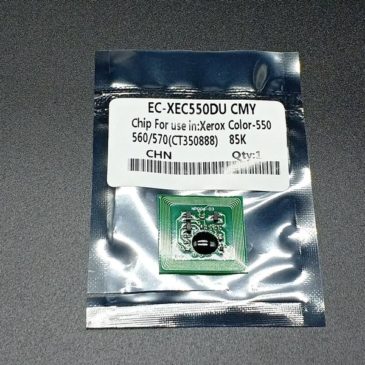 EC-XEC550DU CMY
Chip For use in:Xerox Color-550
560/570(CT350888) 85K
CHN Qty:1